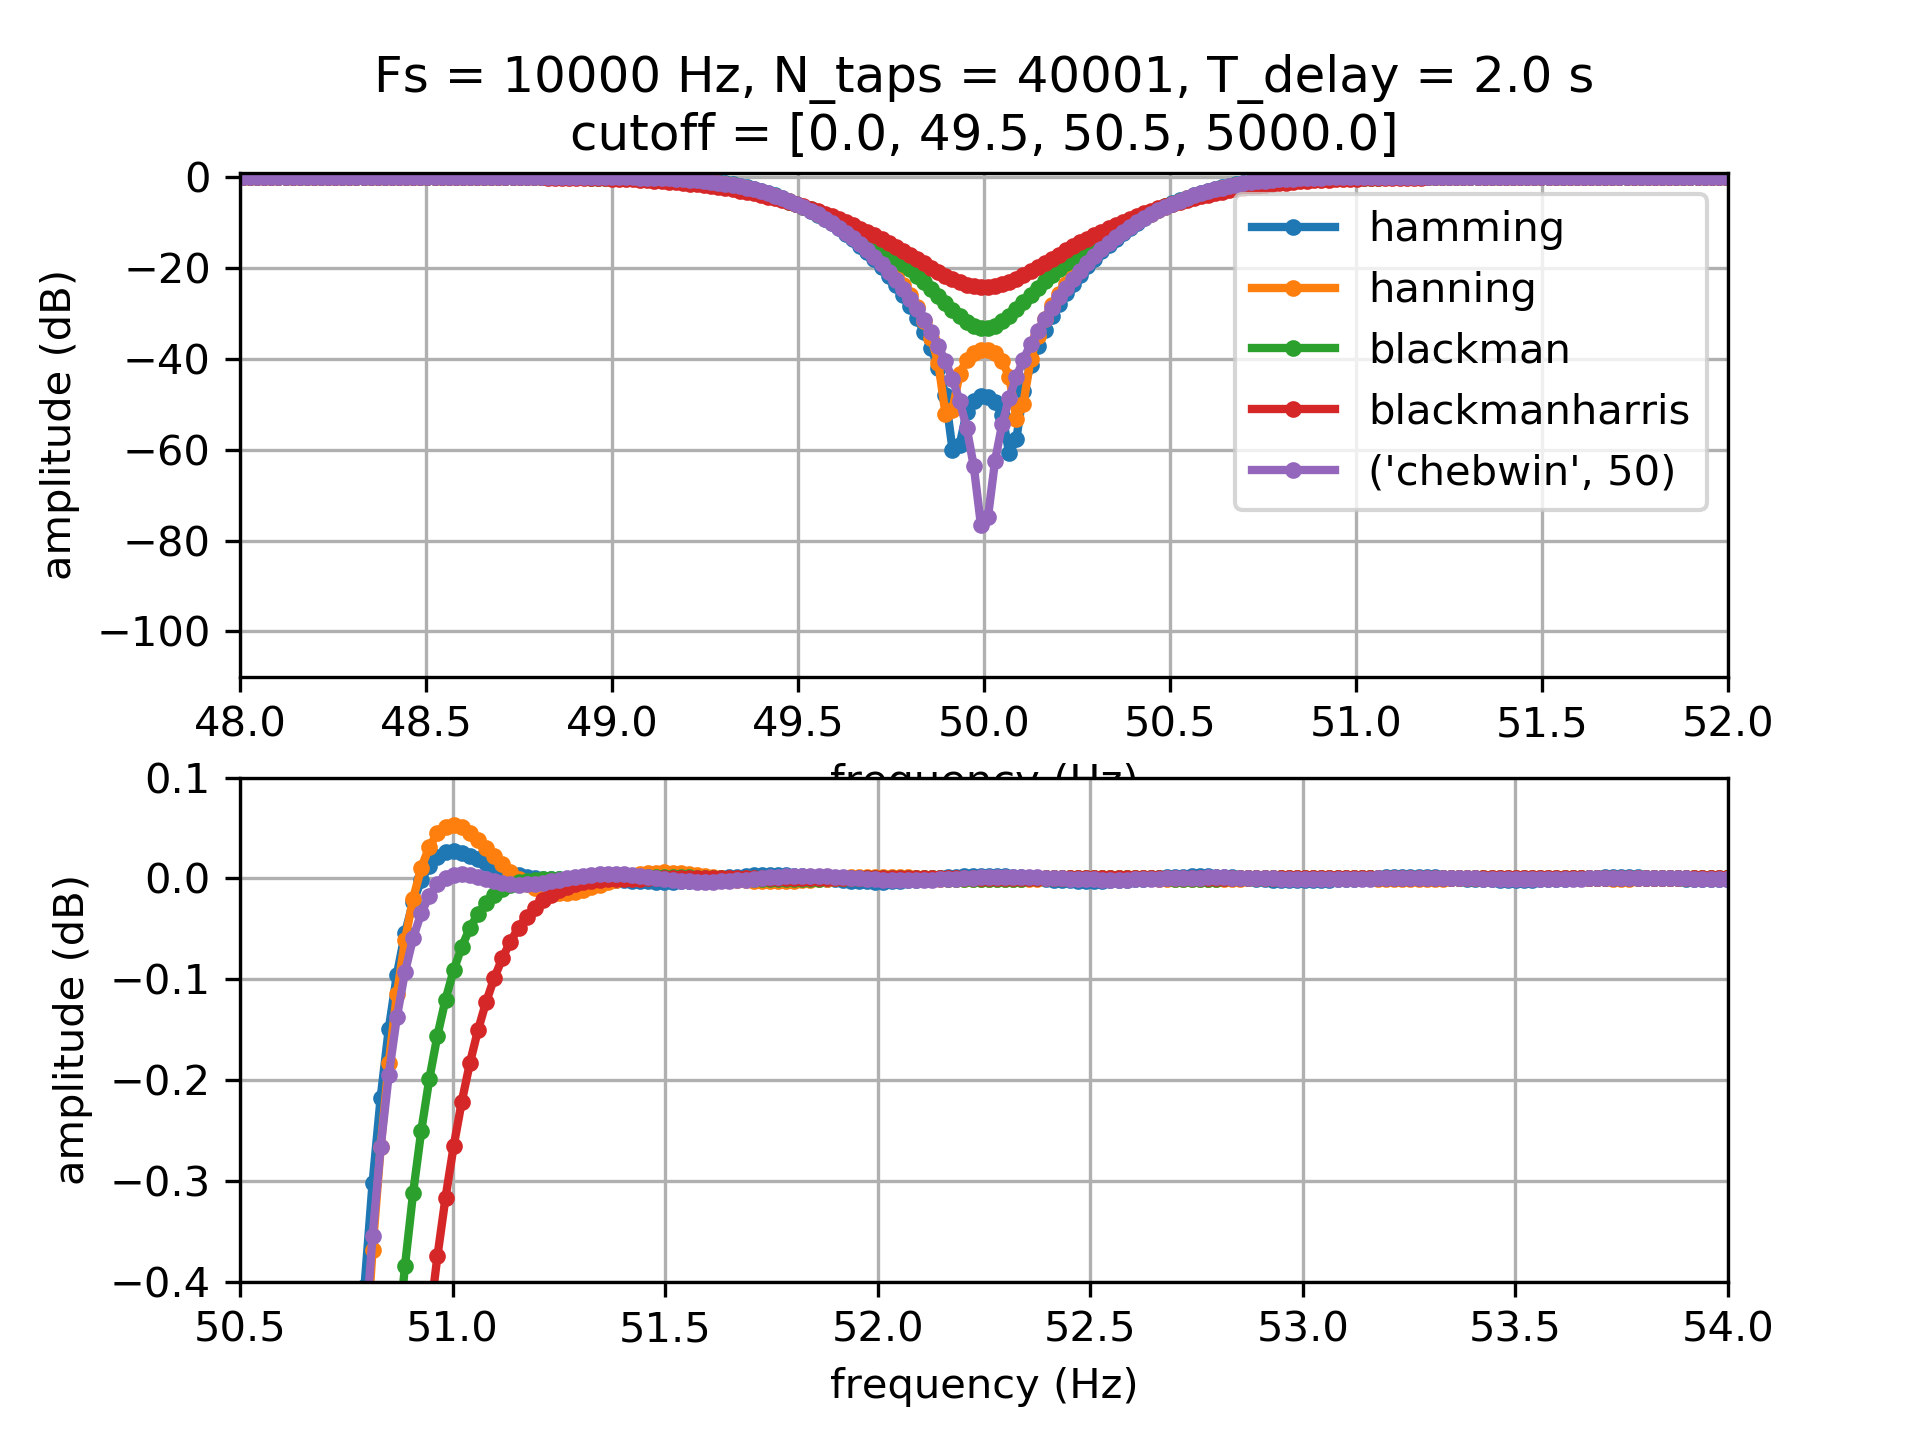 Fs = 10000 Hz, N_taps = 40001, T_delay = 2.0 s
cutoff = [0.0, 49.5, 50.5, 5000.0]
amplitude (dB)
0
−20
−40
−60
−80
−100
hamming
hanning
blackman
blackmanharris
('chebwin', 50)
48.0 48.5 49.0 49.5 50.0 50.5 51.0 51.5 52.0
frequency (Hz)
amplitude (dB)
0.1
0.0
−0.1
−0.2
−0.3
−0.4
50.5 51.0 51.5 52.0 52.5 53.0 53.5 54.0
frequency (Hz)